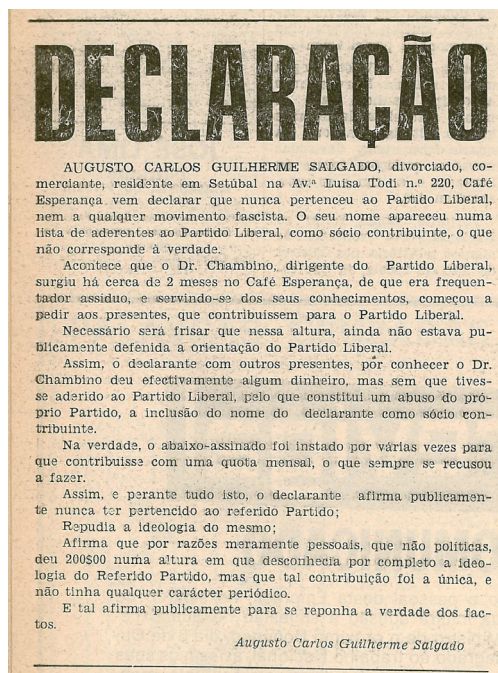 DECLARAÇÃO
AUGUSTO CARLOS GUILHERME SALGADO, divorciado, co-
merciante, residente em Setúbal na Av.ª Luisa Todi n.º 220, Café
Esperança vem declarar que nunca pertenceu ao Partido Liberal,
nem a qualquer movimento fascista. O seu nome apareceu numa
lista de aderentes ao Partido Liberal, como sócio contribuinte, o que
não corresponde à verdade.
Acontece que o Dr. Chambino, dirigente do Partido Liberal,
surgiu há cerca de 2 meses no Café Esperança, de que era frequen-
tador assiduo, e servindo-se dos seus conhecimentos, começou a
pedir aos presentes, que contribuissem para o Partido Liberal.
Necessário será frisar que nessa altura, ainda não estava pu-
blicamente defenida a orientação do Partido Liberal.
Assim, o declarante com outros presentes, por conhecer o Dr.
Chambino deu efectivamente algum dinheiro, mas sem que tives-
se aderido ao Partido Liberal, pelo que constitui um abuso do pró-
prio Partido, a inclusão do nome do declarante como sócio con-
tribuinte.
Na verdade, o abaixo-assinado foi instado por várias vezes para
que contribuisse com uma quota mensal, o que sempre se recusou
a fazer.
Assim, e perante tudo isto, o declarante afirma publicamen-
te nunca ter pertencido ao referido Partido;
Repudia a ideologia do mesmo;
Afirma que por razões meramente pessoais, que não políticas,
deu 200$00 numa altura em que desconhecia por completo a ideo-
logia do Referido Partido, mas que tal contribuição foi a única, e
não tinha qualquer carácter periódico.
E tal afirma publicamente para se reponha a verdade dos fac-
tos.
Augusto Carlos Guilherme Salgado